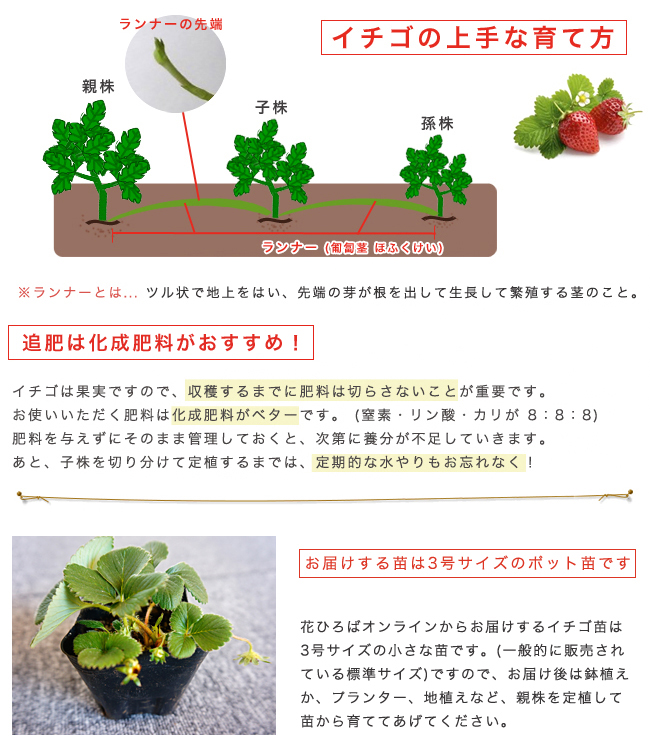 ランナーの先端
イチゴの上手な育て方
親株
子株
孫株
ランナー (匍匐茎 ほふくけい)
※ランナーとは... ツル状で地上をはい、先端の芽が根を出して生長して繁殖する茎のこと。
追肥は化成肥料がおすすめ！
イチゴは果実ですので、収穫するまでに肥料は切らさないことが重要です。
お使いいただく肥料は化成肥料がベターです。 (窒素・リン酸・カリが 8：8：8)
肥料を与えずにそのまま管理しておくと、次第に養分が不足していきます。
あと、子株を切り分けて定植するまでは、定期的な水やりもお忘れなく！
お届けする苗は3号サイズのポット苗です
花ひろばオンラインからお届けするイチゴ苗は
3号サイズの小さな苗です。(一般的に販売され
ている標準サイズ)ですので、お届け後は鉢植え
か、プランター、地植えなど、親株を定植して
苗から育ててあげてください。